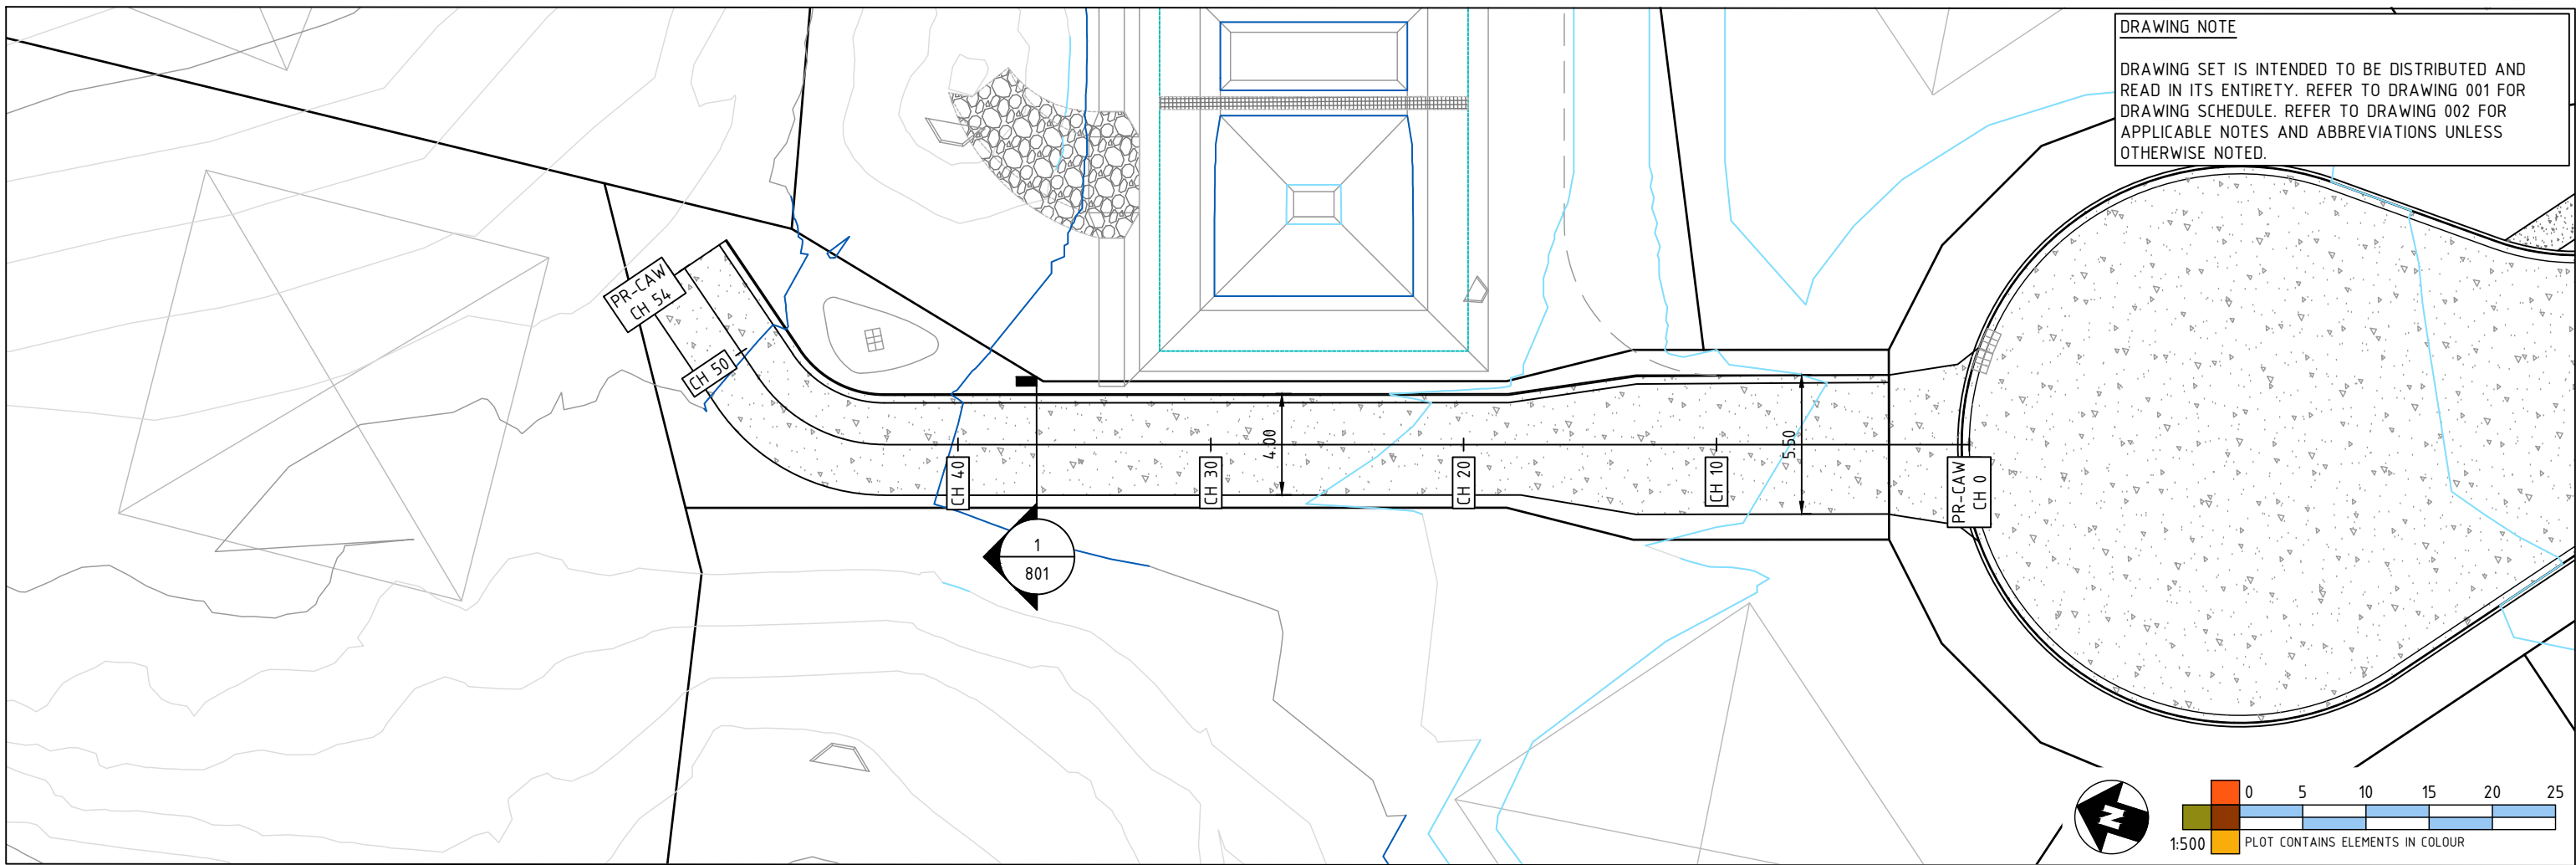 DRAWING NOTE
DRAWING SET IS INTENDED TO BE DISTRIBUTED AND
READ IN ITS ENTIRETY. REFER TO DRAWING 001 FOR
DRAWING SCHEDULE. REFER TO DRAWING 002 FOR
APPLICABLE NOTES AND ABBREVIATIONS UNLESS
OTHERWISE NOTED.
PR-CAW
CH 54
CH 50
CH 40
CH 30
4.00
CH 20
CH 10
5.50
PR-CAW
CH 0
1
801
N
0 5 10 15 20 25
1:500
PLOT CONTAINS ELEMENTS IN COLOUR